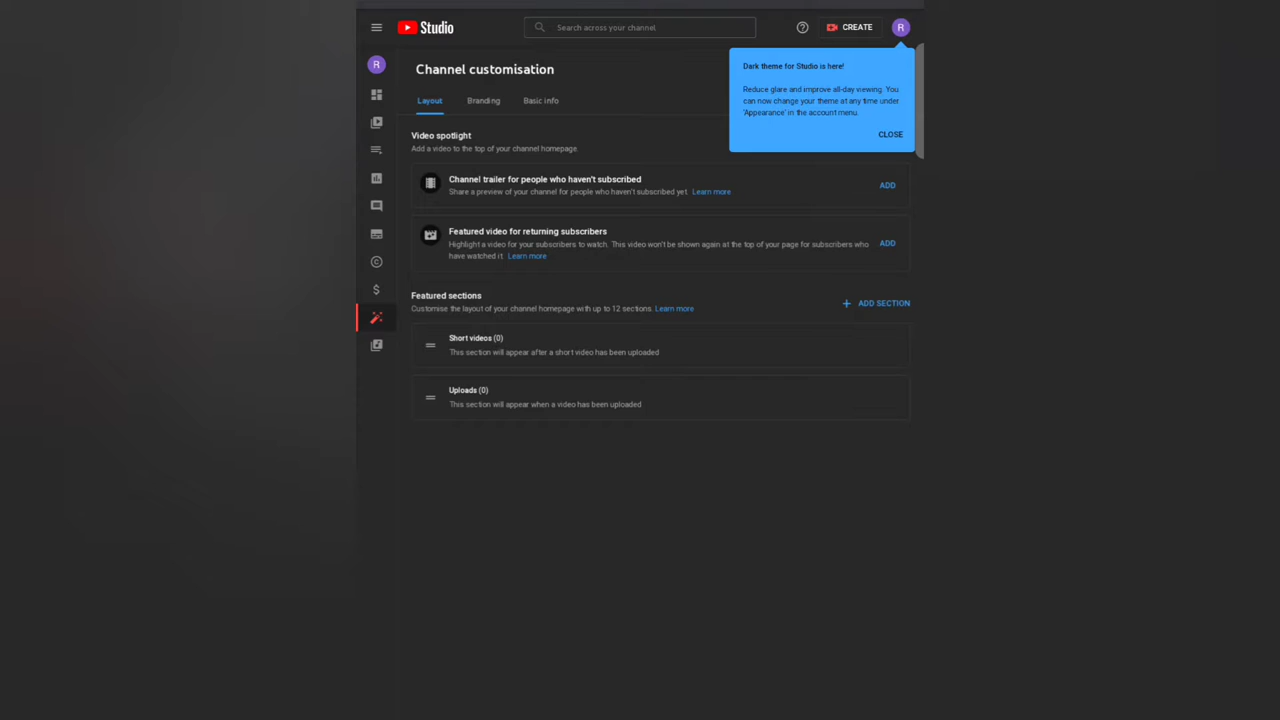 Studio
Search across your channel
CREATE
R
R
Dark theme for Studio is here!
Reduce glare and improve all-day viewing. You
can now change your theme at any time under
'Appearance' in the account menu.
CLOSE
Channel customisation
Layout
Branding
Basic info
Video spotlight
Add a video to the top of your channel homepage.
Channel trailer for people who haven't subscribed
Share a preview of your channel for people who haven't subscribed yet. Learn more
ADD
Featured video for returning subscribers
Highlight a video for your subscribers to watch. This video won't be shown again at the top of your page for subscribers who
have watched it. Learn more
ADD
Featured sections
Customise the layout of your channel homepage with up to 12 sections. Learn more
ADD SECTION
Short videos (0)
This section will appear after a short video has been uploaded
Uploads (0)
This section will appear when a video has been uploaded